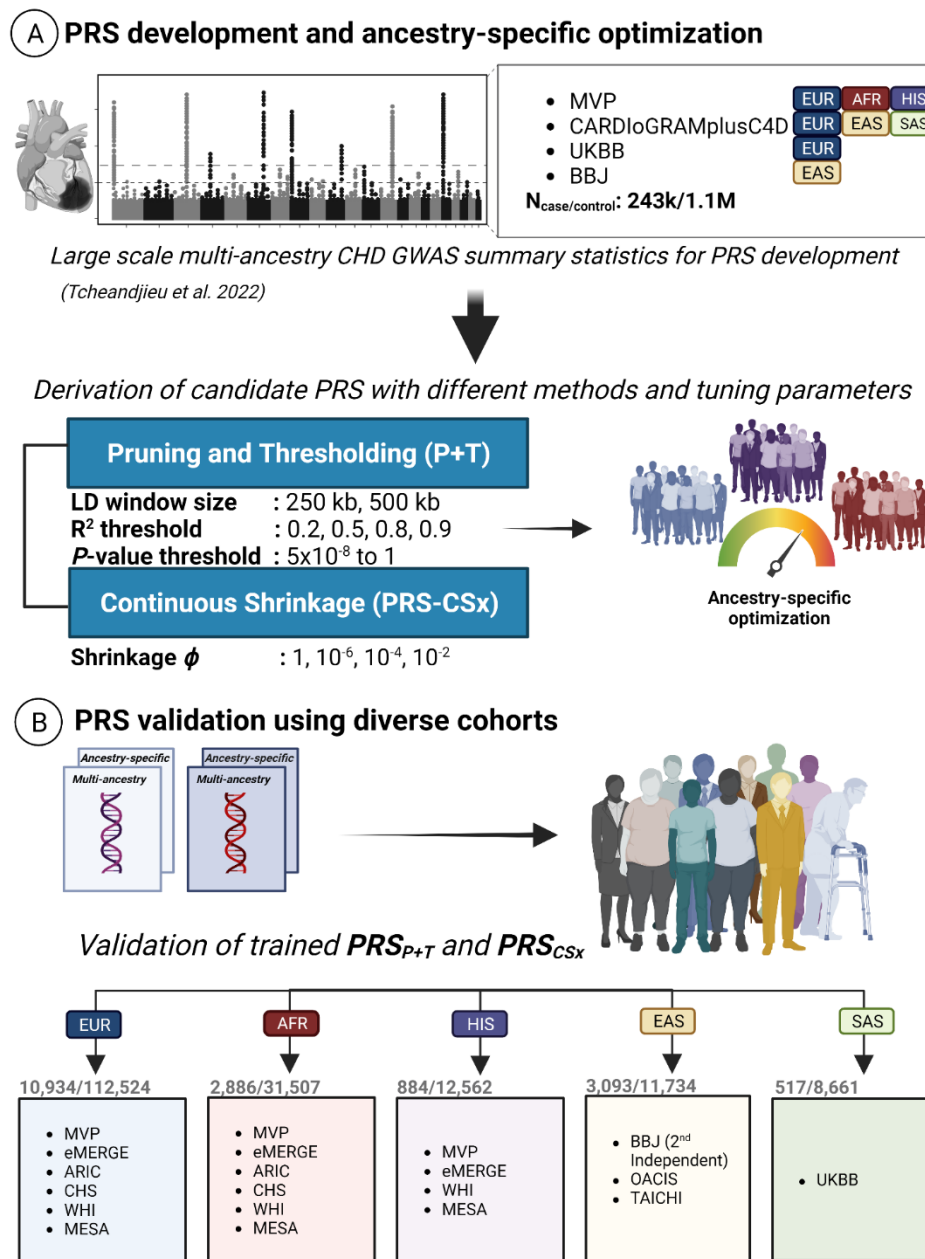 A PRS development and ancestry-specific optimization
• MVP EUR AFR HIS
• CARDIoGRAMplusC4D EUR EAS SAS
• UKBB EUR
• BBJ EAS
Ncase/control: 243k/1.1M
Large scale multi-ancestry CHD GWAS summary statistics for PRS development
(Tcheandjieu et al. 2022)
Derivation of candidate PRS with different methods and tuning parameters
Pruning and Thresholding (P+T)
LD window size : 250 kb, 500 kb
R² threshold : 0.2, 0.5, 0.8, 0.9
P-value threshold : 5x10⁻⁸ to 1
Continuous Shrinkage (PRS-CSx)
Shrinkage ϕ : 1, 10⁻⁶, 10⁻⁴, 10⁻²
Ancestry-specific
optimization
B PRS validation using diverse cohorts
Ancestry-specific
Multi-ancestry
Ancestry-specific
Multi-ancestry
Validation of trained PRSP+T and PRSCSx
EUR AFR HIS EAS SAS
10,934/112,524
• MVP
• eMERGE
• ARIC
• CHS
• WHI
• MESA
2,886/31,507
• MVP
• eMERGE
• ARIC
• CHS
• WHI
• MESA
884/12,562
• MVP
• eMERGE
• WHI
• MESA
3,093/11,734
• BBJ (2nd
Independent)
• OACIS
• TAICHI
517/8,661
• UKBB